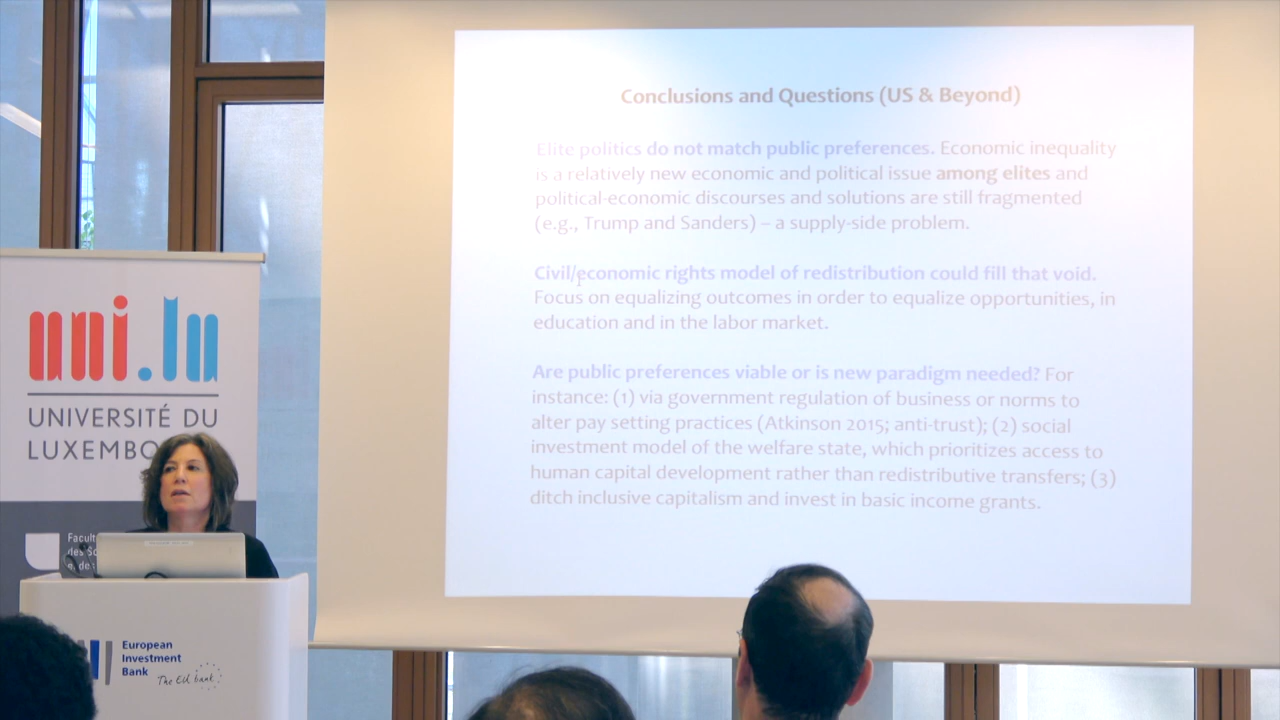 Conclusions and Questions (US & Beyond)
Elite politics do not match public preferences. Economic inequality
is a relatively new economic and political issue among elites and
political-economic discourses and solutions are still fragmented
(e.g., Trump and Sanders) – a supply-side problem.
Civil/economic rights model of redistribution could fill that void.
Focus on equalizing outcomes in order to equalize opportunities, in
education and in the labor market.
Are public preferences viable or is new paradigm needed? For
instance: (1) via government regulation of business or norms to
alter pay setting practices (Atkinson 2015; anti-trust); (2) social
investment model of the welfare state, which prioritizes access to
human capital development rather than redistributive transfers; (3)
ditch inclusive capitalism and invest in basic income grants.
uni.lu
UNIVERSITÉ DU
LUXEMBO
Facult
des So
e, de
European
Investment
Bank
The EU bank